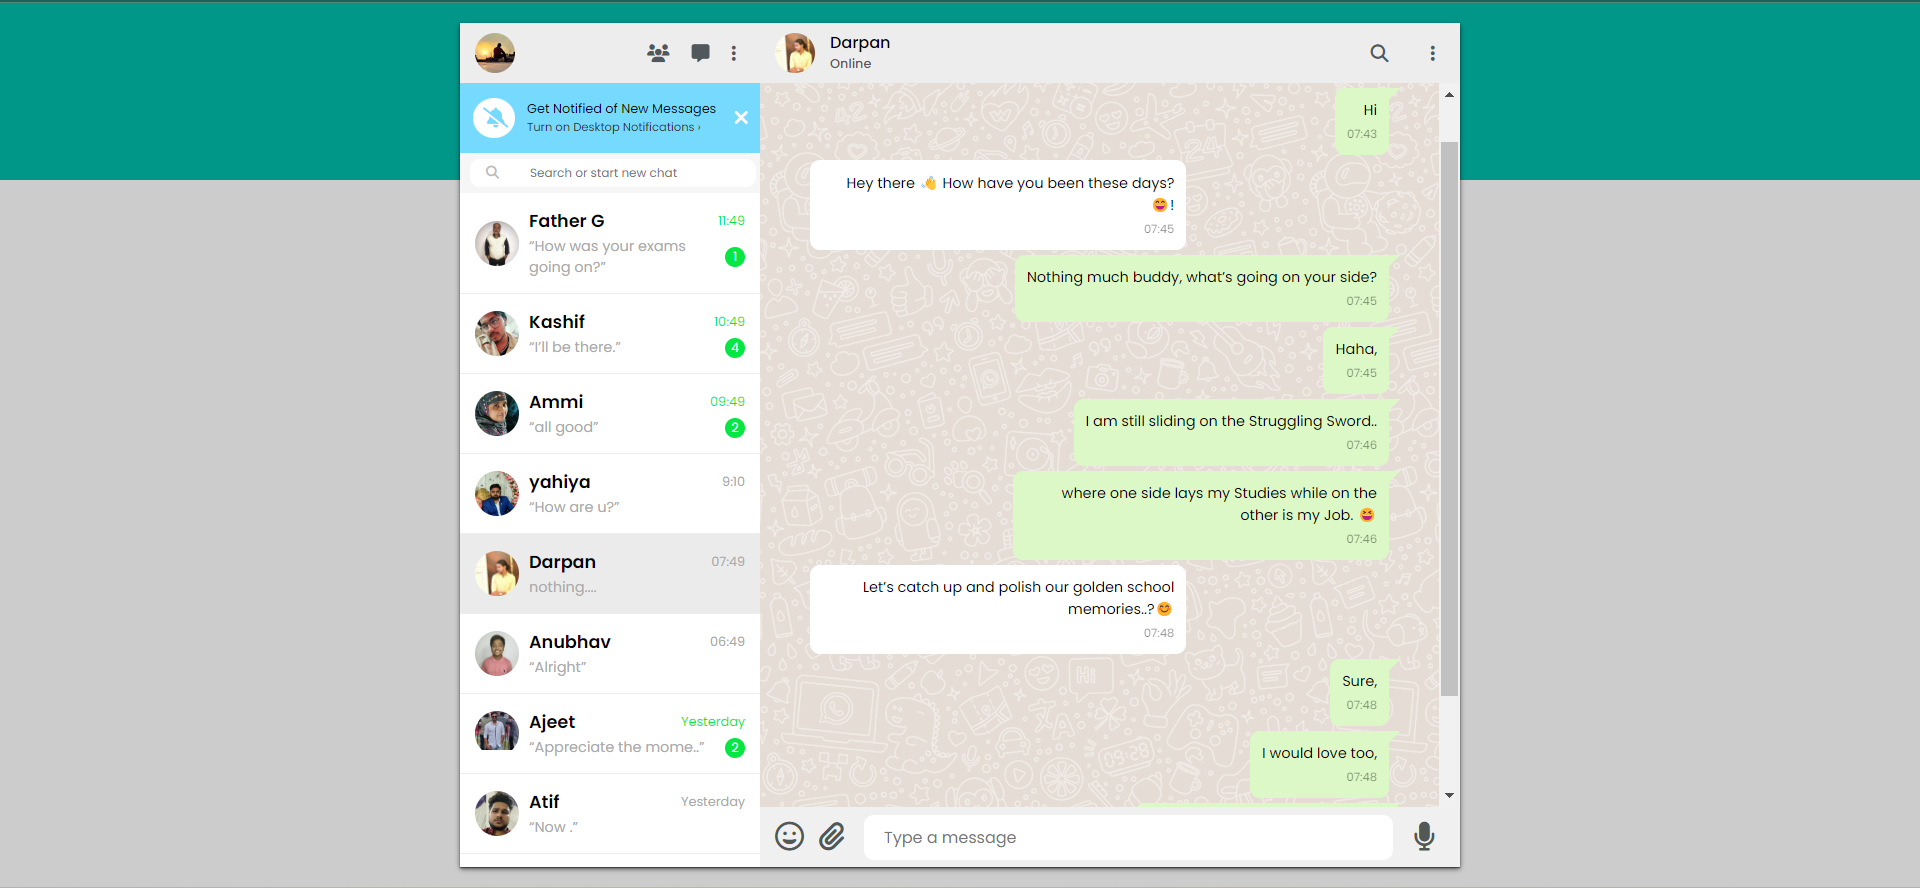 Get Notified of New Messages
Turn on Desktop Notifications ›
Search or start new chat
Father G 11:49
“How was your exams
going on?” 1
Kashif 10:49
“I’ll be there.” 4
Ammi 09:49
“all good” 2
yahiya 9:10
“How are u?”
Darpan 07:49
nothing....
Anubhav 06:49
“Alright”
Ajeet Yesterday
“Appreciate the mome..” 2
Atif Yesterday
“Now .”
Darpan
Online
Hi
07:43
Hey there 👋 How have you been these days?
😄!
07:45
Nothing much buddy, what’s going on your side?
07:45
Haha,
07:45
I am still sliding on the Struggling Sword..
07:46
where one side lays my Studies while on the
other is my Job. 😆
07:46
Let’s catch up and polish our golden school
memories..?😊
07:48
Sure,
07:48
I would love too,
07:48
Type a message